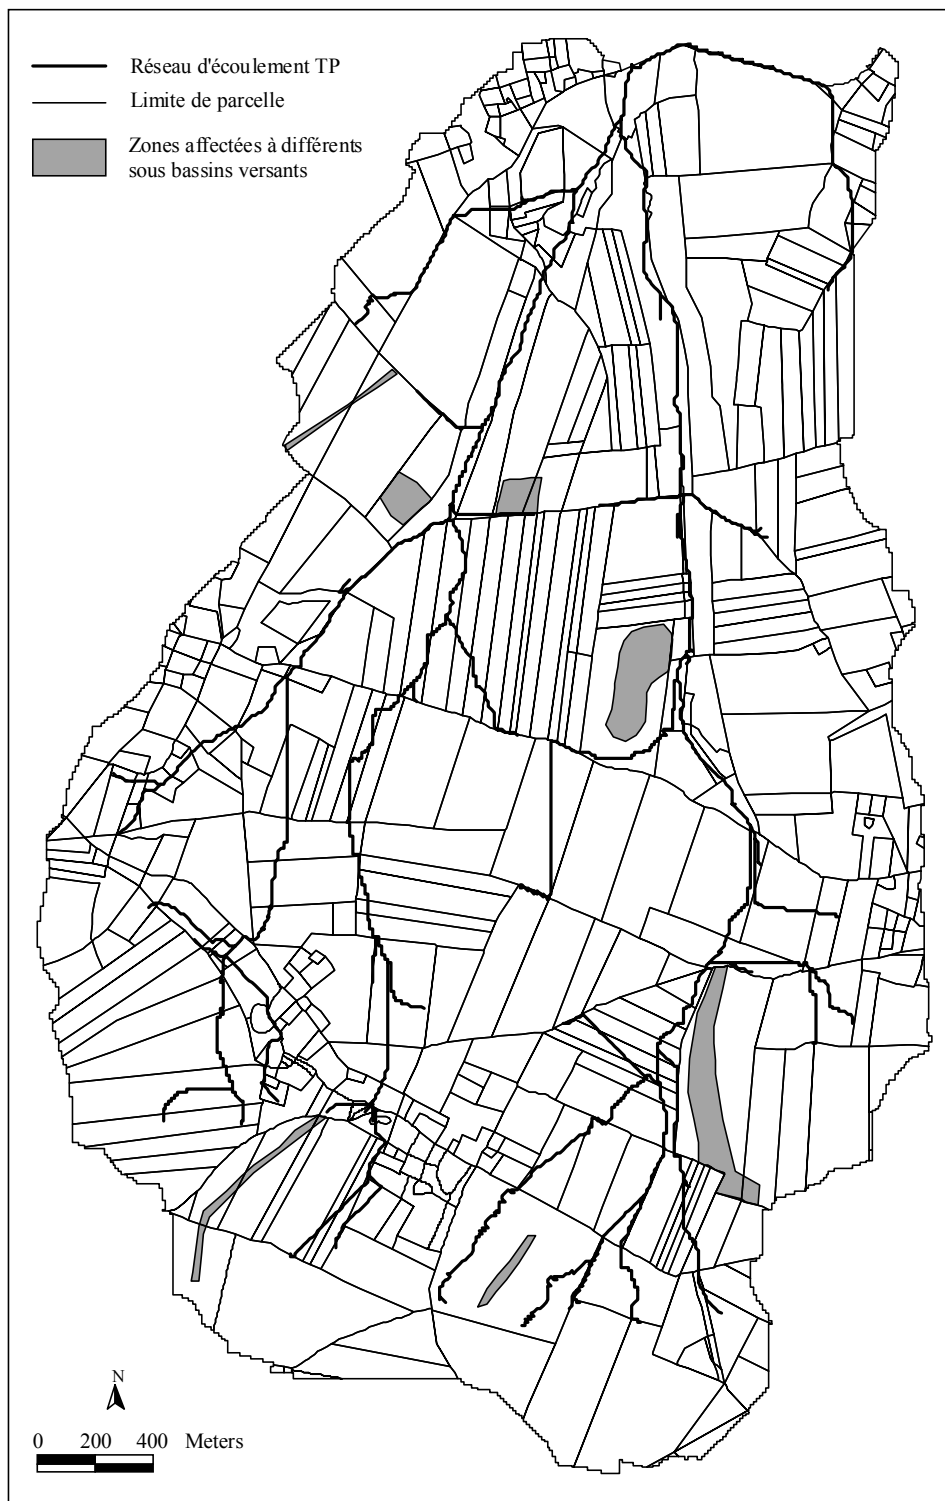 Réseau d'écoulement TP
Limite de parcelle
Zones affectées à différents
sous bassins versants
N
0 200 400 Meters